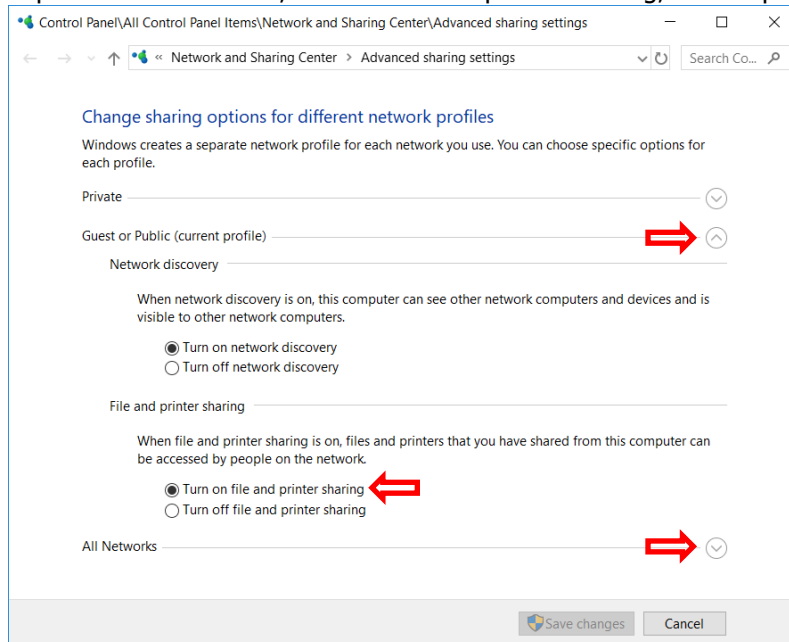 Control Panel\All Control Panel Items\Network and Sharing Center\Advanced sharing settings
« Network and Sharing Center > Advanced sharing settings
Search Co...
Change sharing options for different network profiles
Windows creates a separate network profile for each network you use. You can choose specific options for
each profile.
Private
Guest or Public (current profile)
Network discovery
When network discovery is on, this computer can see other network computers and devices and is
visible to other network computers.
Turn on network discovery
Turn off network discovery
File and printer sharing
When file and printer sharing is on, files and printers that you have shared from this computer can
be accessed by people on the network.
Turn on file and printer sharing
Turn off file and printer sharing
All Networks
Save changes
Cancel